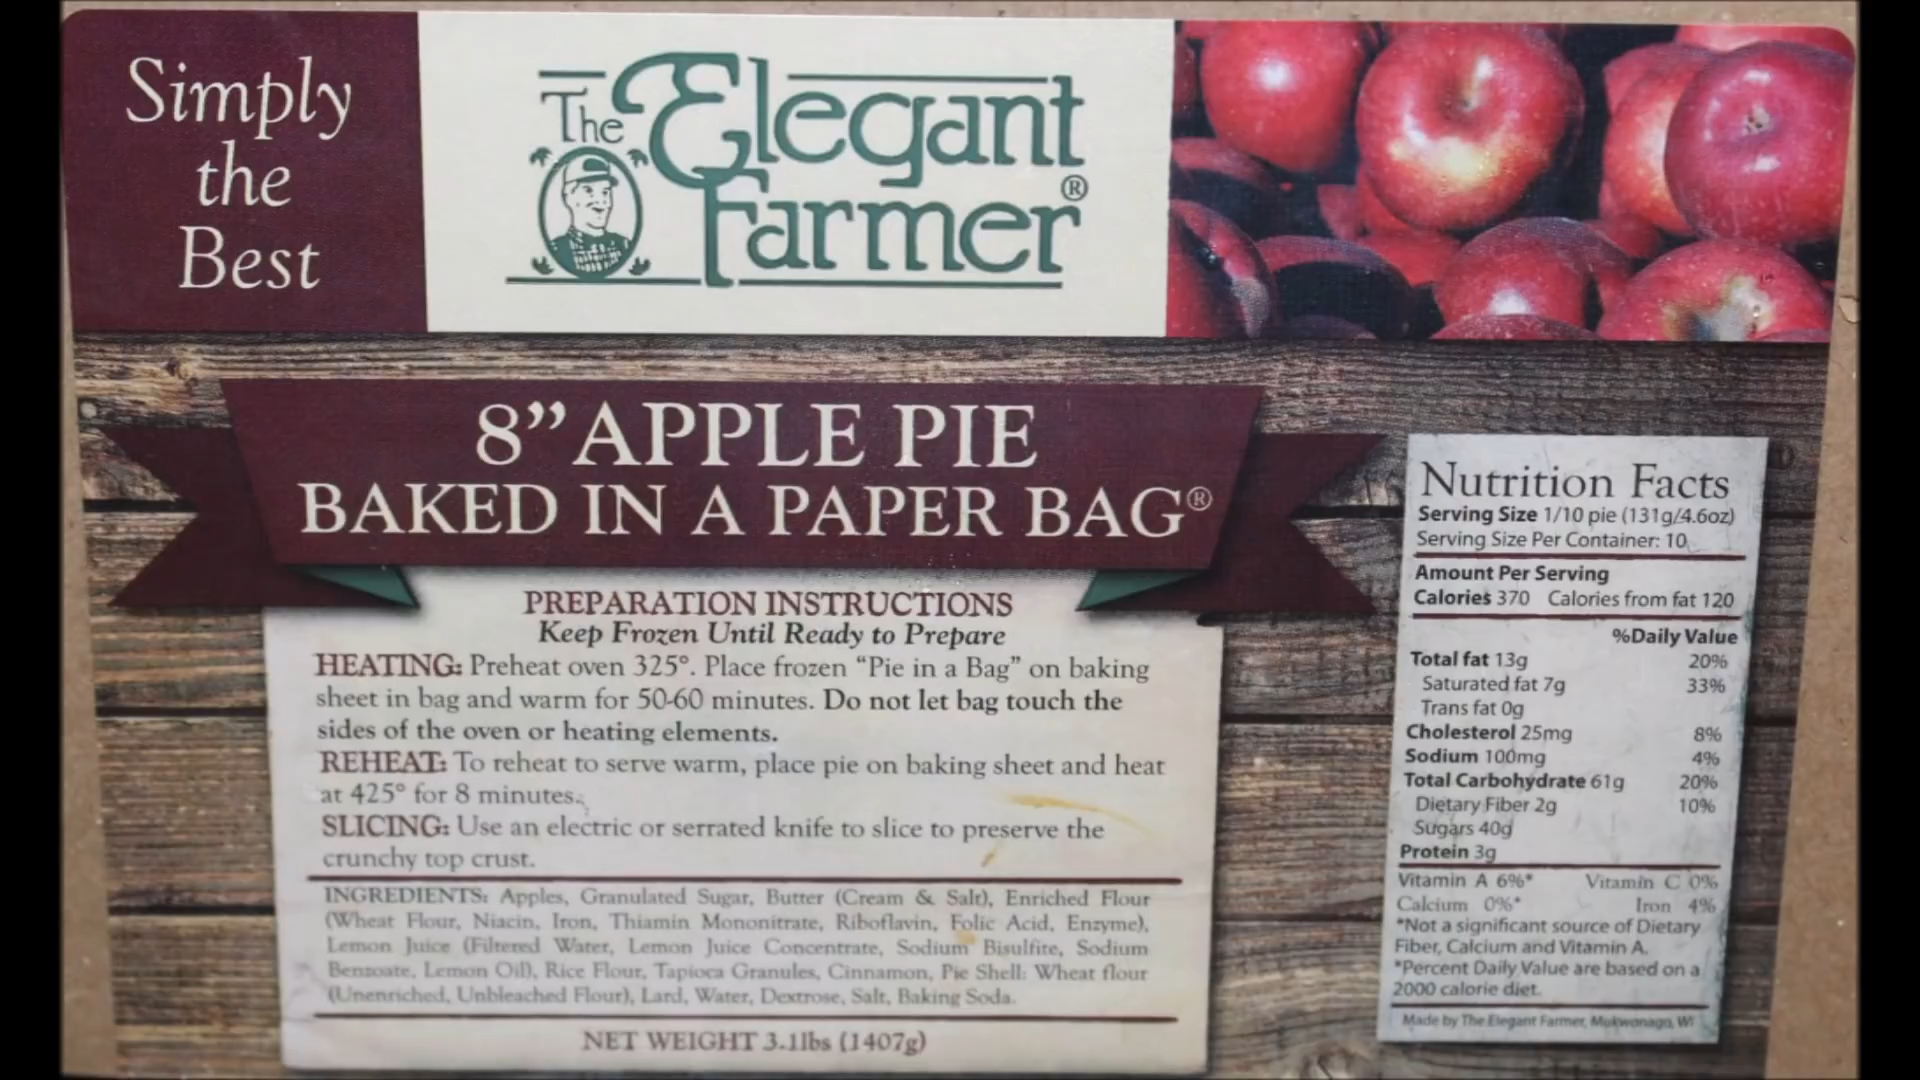 Simply
the
Best
The Elegant
Farmer®
8” APPLE PIE
BAKED IN A PAPER BAG®
PREPARATION INSTRUCTIONS
Keep Frozen Until Ready to Prepare
HEATING: Preheat oven 325°. Place frozen “Pie in a Bag” on baking
sheet in bag and warm for 50-60 minutes. Do not let bag touch the
sides of the oven or heating elements.
REHEAT: To reheat to serve warm, place pie on baking sheet and heat
at 425° for 8 minutes.
SLICING: Use an electric or serrated knife to slice to preserve the
crunchy top crust.
INGREDIENTS: Apples, Granulated Sugar, Butter (Cream & Salt), Enriched Flour
(Wheat Flour, Niacin, Iron, Thiamin Mononitrate, Riboflavin, Folic Acid, Enzyme),
Lemon Juice (Filtered Water, Lemon Juice Concentrate, Sodium Bisulfite, Sodium
Benzoate, Lemon Oil), Rice Flour, Tapioca Granules, Cinnamon, Pie Shell: Wheat flour
(Unenriched, Unbleached Flour), Lard, Water, Dextrose, Salt, Baking Soda.
NET WEIGHT 3.1lbs (1407g)
Nutrition Facts
Serving Size 1/10 pie (131g/4.6oz)
Serving Size Per Container: 10
Amount Per Serving
Calories 370 Calories from fat 120
%Daily Value
Total fat 13g 20%
Saturated fat 7g 33%
Trans fat 0g
Cholesterol 25mg 8%
Sodium 100mg 4%
Total Carbohydrate 61g 20%
Dietary Fiber 2g 10%
Sugars 40g
Protein 3g
Vitamin A 6%* Vitamin C 0%
Calcium 0%* Iron 4%
*Not a significant source of Dietary
Fiber, Calcium and Vitamin A.
*Percent Daily Value are based on a
2000 calorie diet.
Made by The Elegant Farmer, Mukwonago, WI